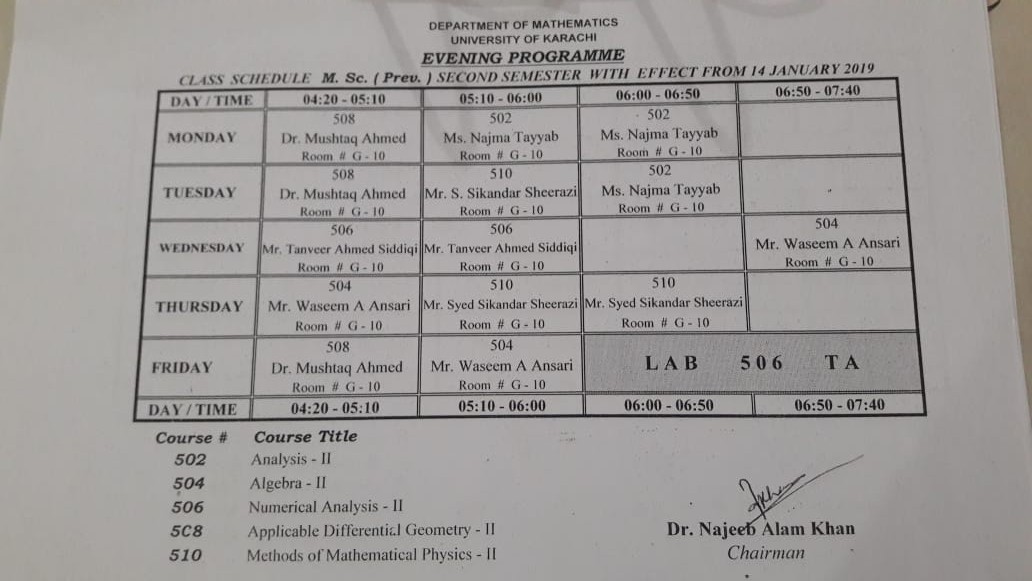 DEPARTMENT OF MATHEMATICS
UNIVERSITY OF KARACHI
EVENING PROGRAMME
CLASS SCHEDULE M. Sc. ( Prev. ) SECOND SEMESTER WITH EFFECT FROM 14 JANUARY 2019
DAY / TIME 04:20 - 05:10 05:10 - 06:00 06:00 - 06:50 06:50 - 07:40
508 502 502
MONDAY Dr. Mushtaq Ahmed Ms. Najma Tayyab Ms. Najma Tayyab
Room # G - 10 Room # G - 10 Room # G - 10
508 510 502
TUESDAY Dr. Mushtaq Ahmed Mr. S. Sikandar Sheerazi Ms. Najma Tayyab
Room # G - 10 Room # G - 10 Room # G - 10
506 506 504
WEDNESDAY Mr. Tanveer Ahmed Siddiqi Mr. Tanveer Ahmed Siddiqi Mr. Waseem A Ansari
Room # G - 10 Room # G - 10 Room # G - 10
504 510 510
THURSDAY Mr. Waseem A Ansari Mr. Syed Sikandar Sheerazi Mr. Syed Sikandar Sheerazi
Room # G - 10 Room # G - 10 Room # G - 10
508 504
FRIDAY Dr. Mushtaq Ahmed Mr. Waseem A Ansari LAB 506 TA
Room # G - 10 Room # G - 10
DAY / TIME 04:20 - 05:10 05:10 - 06:00 06:00 - 06:50 06:50 - 07:40
Course # Course Title
502 Analysis - II
504 Algebra - II
506 Numerical Analysis - II
5C8 Applicable Differential Geometry - II
510 Methods of Mathematical Physics - II
Dr. Najeeb Alam Khan
Chairman